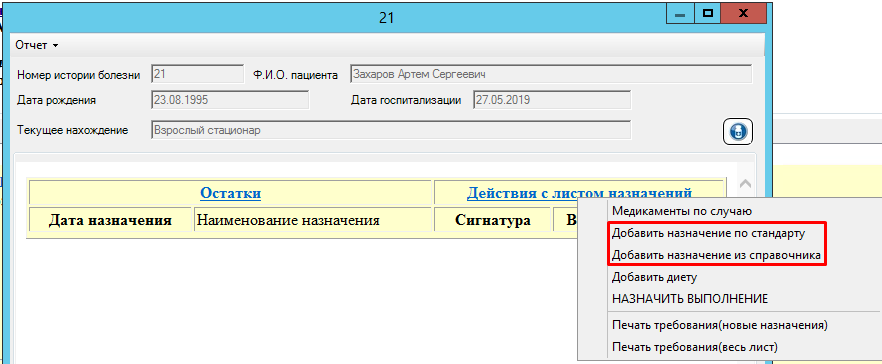 21
Отчет
Номер истории болезни 21 Ф.И.О. пациента Захаров Артем Сергеевич
Дата рождения 23.08.1995 Дата госпитализации 27.05.2019
Текущее нахождение Взрослый стационар
Остатки Действия с листом назначений
Дата назначения Наименование назначения Сигнатура В
Медикаменты по случаю
Добавить назначение по стандарту
Добавить назначение из справочника
Добавить диету
НАЗНАЧИТЬ ВЫПОЛНЕНИЕ
Печать требования(новые назначения)
Печать требования(весь лист)